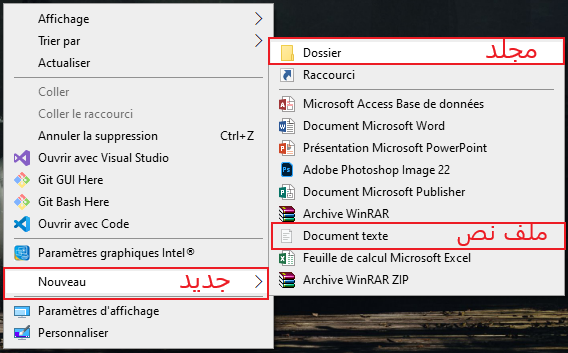 Affichage
Trier par
Actualiser
Coller
Coller le raccourci
Annuler la suppression Ctrl+Z
Ouvrir avec Visual Studio
Git GUI Here
Git Bash Here
Ouvrir avec Code
Paramètres graphiques Intel®
Nouveau جديد
Paramètres d'affichage
Personnaliser
Dossier مجلد
Raccourci
Microsoft Access Base de données
Document Microsoft Word
Présentation Microsoft PowerPoint
Adobe Photoshop Image 22
Document Microsoft Publisher
Archive WinRAR
Document texte ملف نص
Feuille de calcul Microsoft Excel
Archive WinRAR ZIP